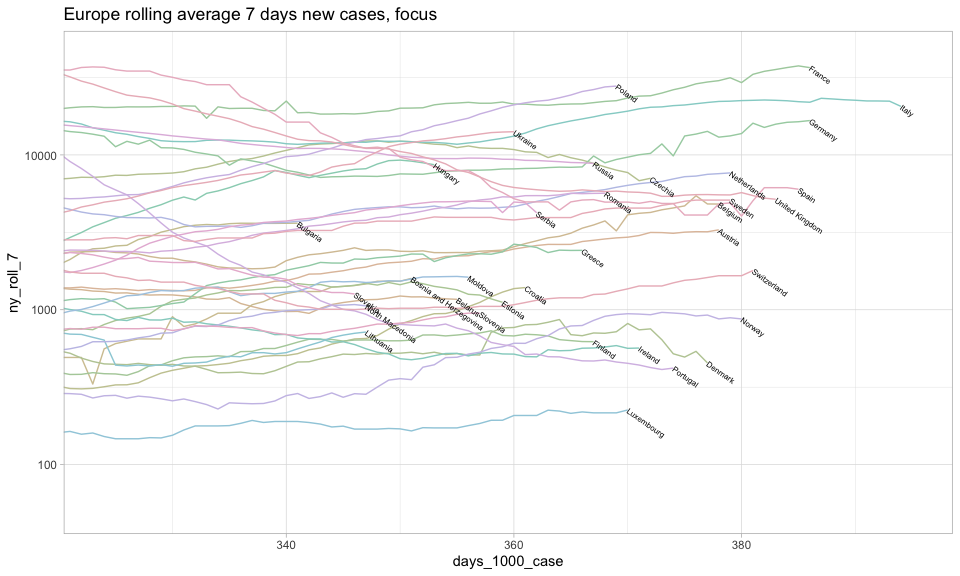 Europe rolling average 7 days new cases, focus
ny_roll_7
10000
1000
100
France
Poland
Italy
Germany
Ukraine
Hungary
Russia
Czechia
Netherlands
Spain
Romania
Sweden
Belgium
United Kingdom
Serbia
Bulgaria
Austria
Greece
Switzerland
Moldova
Bosnia and Herzegovina
Croatia
Slovakia
North Macedonia
Belarus
Estonia
Slovenia
Norway
Lithuania
Finland
Ireland
Denmark
Portugal
Luxembourg
340
360
380
days_1000_case